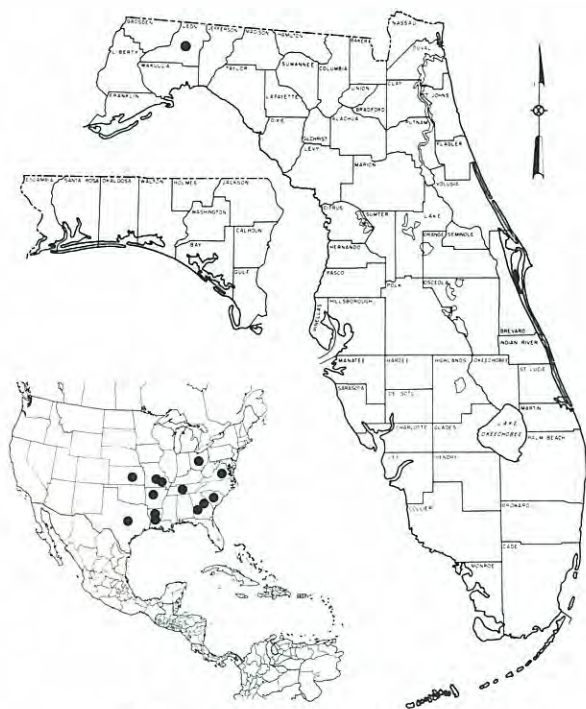 NASSAU
GADSDEN
LEON
JEFFERSON
MADISON
HAMILTON
BAKER
DUVAL
LIBERTY
WAKULLA
TAYLOR
SUWANNEE
COLUMBIA
UNION
CLAY
ST JOHNS
FRANKLIN
LAFAYETTE
BRADFORD
DIXIE
GILCHRIST
ALACHUA
PUTNAM
LEVY
FLAGLER
MARION
VOLUSIA
ESCAMBIA
SANTA ROSA
OKALOOSA
WALTON
HOLMES
JACKSON
WASHINGTON
CALHOUN
BAY
GULF
CITRUS
SUMTER
LAKE
HERNANDO
ORANGE
SEMINOLE
PASCO
OSCEOLA
POLK
PINELLAS
HILLSBOROUGH
BREVARD
INDIAN RIVER
MANATEE
HARDEE
HIGHLANDS
OKEECHOBEE
ST LUCIE
SARASOTA
DE SOTO
MARTIN
CHARLOTTE
GLADES
LAKE
OKEECHOBEE
PALM BEACH
LEE
HENDRY
COLLIER
BROWARD
DADE
MONROE